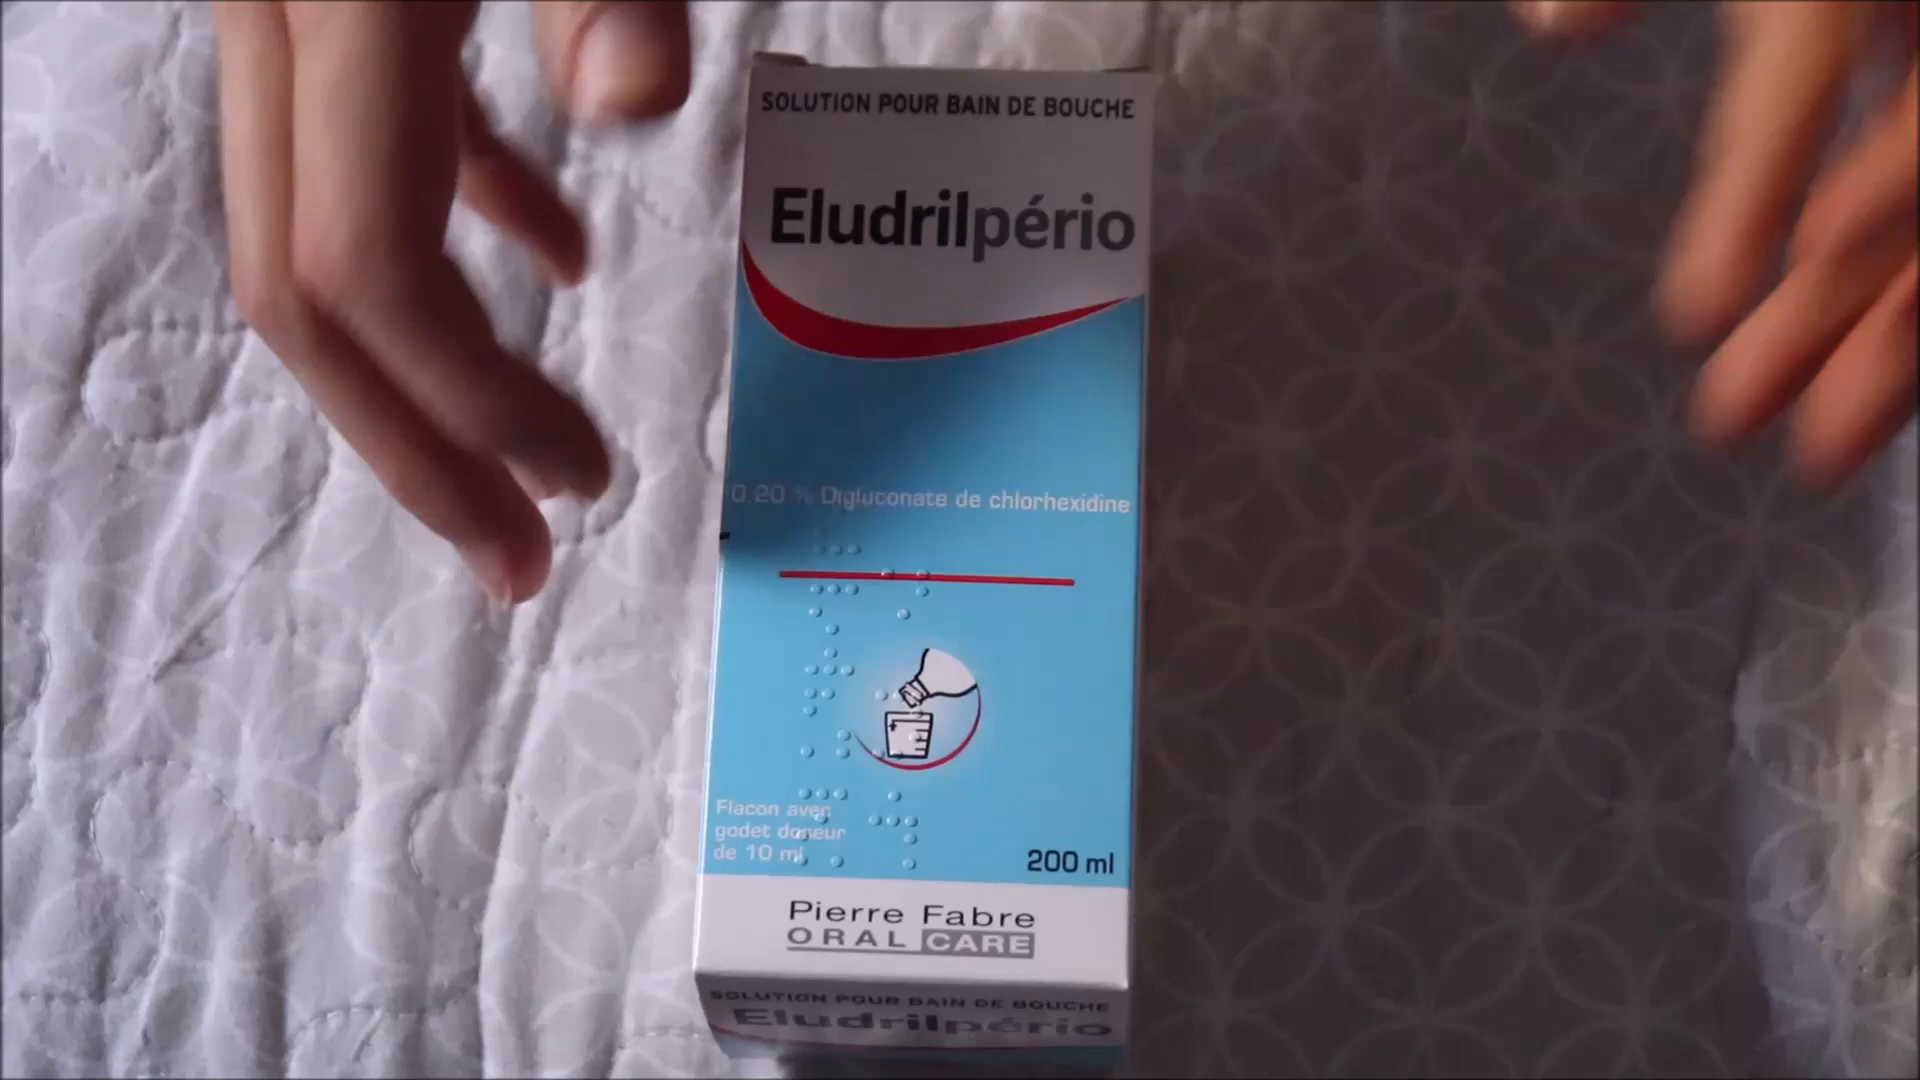 SOLUTION POUR BAIN DE BOUCHE
Eludrilpério
0,20 % Digluconate de chlorhexidine
Flacon avec
godet doseur
de 10 ml
200 ml
Pierre Fabre
ORAL CARE
SOLUTION POUR BAIN DE BOUCHE
Eludrilpério